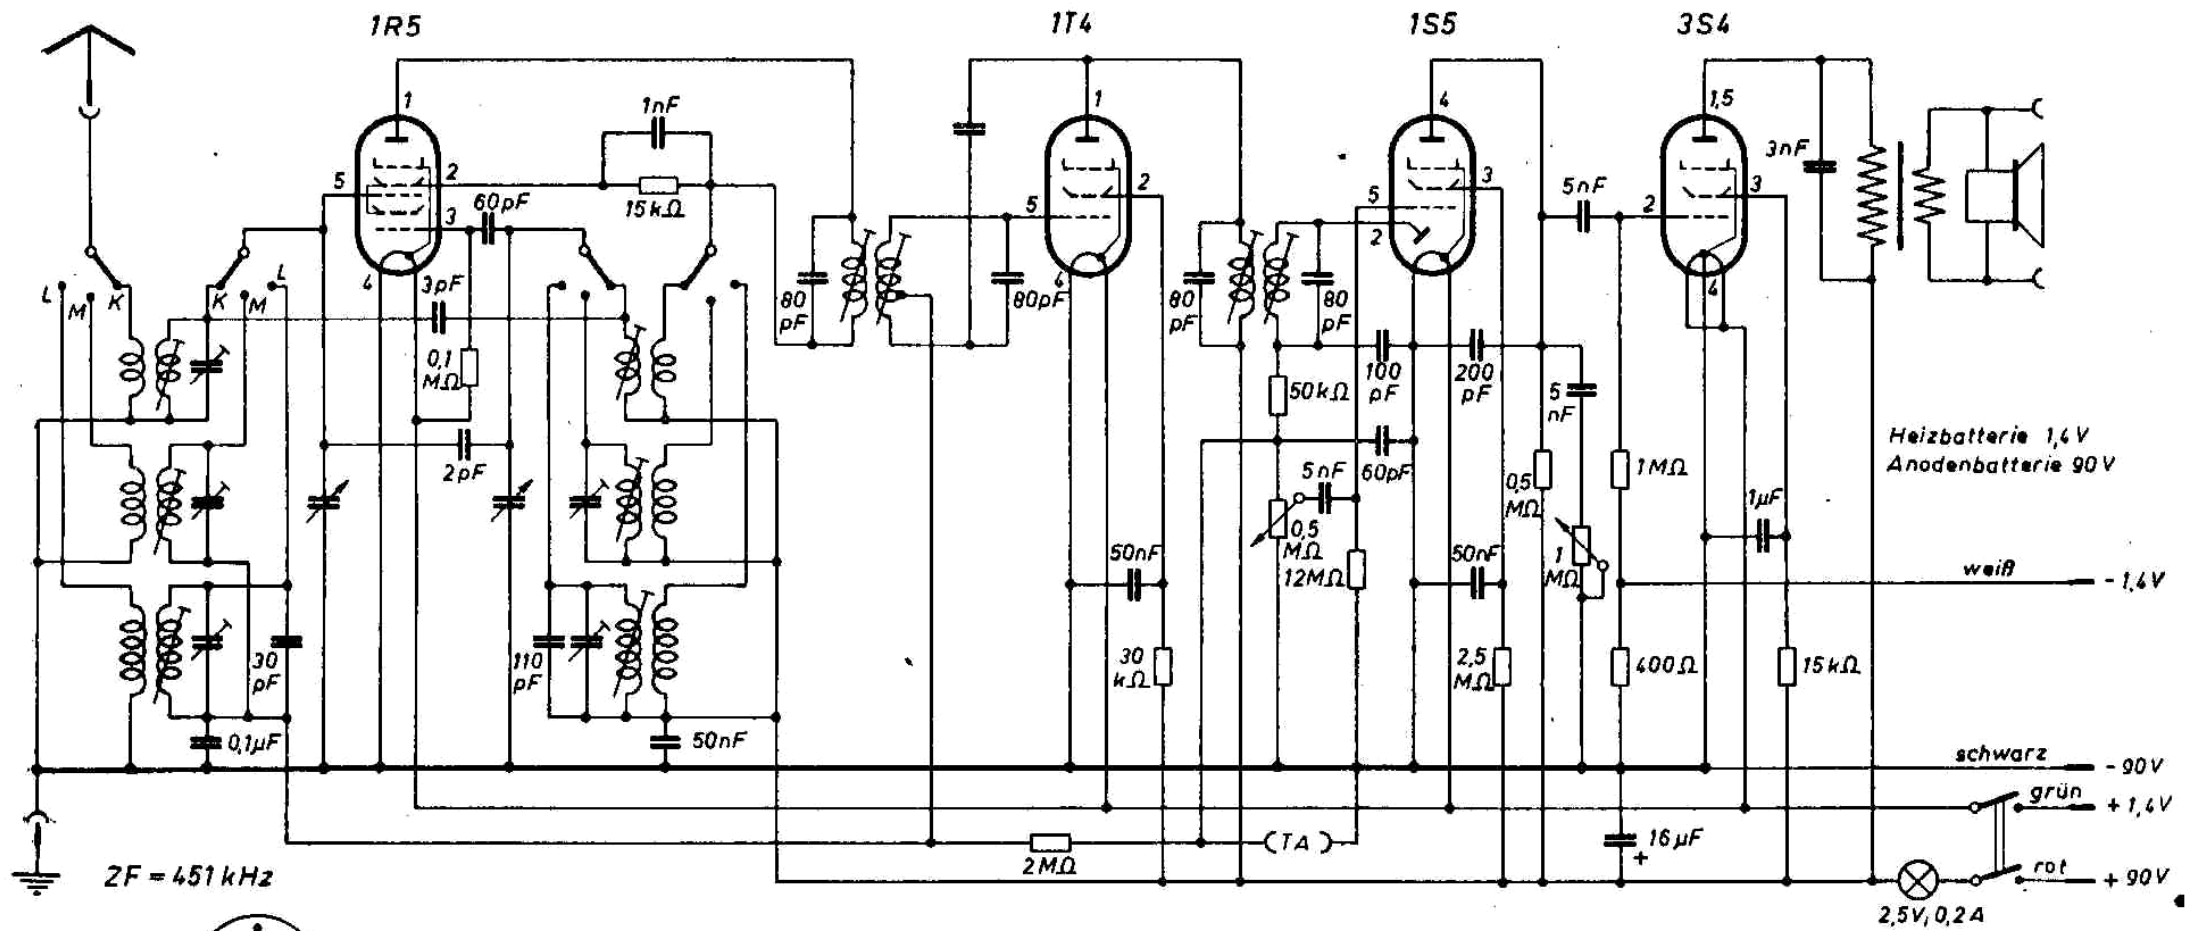 1R5
1T4
1S5
3S4
1
1nF
1
4
1,5
5
2
15kΩ
60pF
3
4
2
5
4
3
5
2
5nF
3
2
4
3nF
L
M
K
K
M
L
3pF
0,1 MΩ
2pF
80 pF
80pF
80 pF
80 pF
100 pF
200 pF
50kΩ
5 nF
60pF
5nF
0,5 MΩ
12MΩ
0,5 MΩ
1MΩ
1 MΩ
1µF
Heizbatterie 1,4V
Anodenbatterie 90V
50nF
50nF
weiß
- 1,4V
30 pF
110 pF
30 kΩ
2,5 MΩ
400Ω
15kΩ
0,1µF
50nF
schwarz
- 90V
grün
+ 1,4V
2MΩ
(TA)
16µF
+
rot
+ 90V
2,5V, 0,2A
ZF = 451 kHz